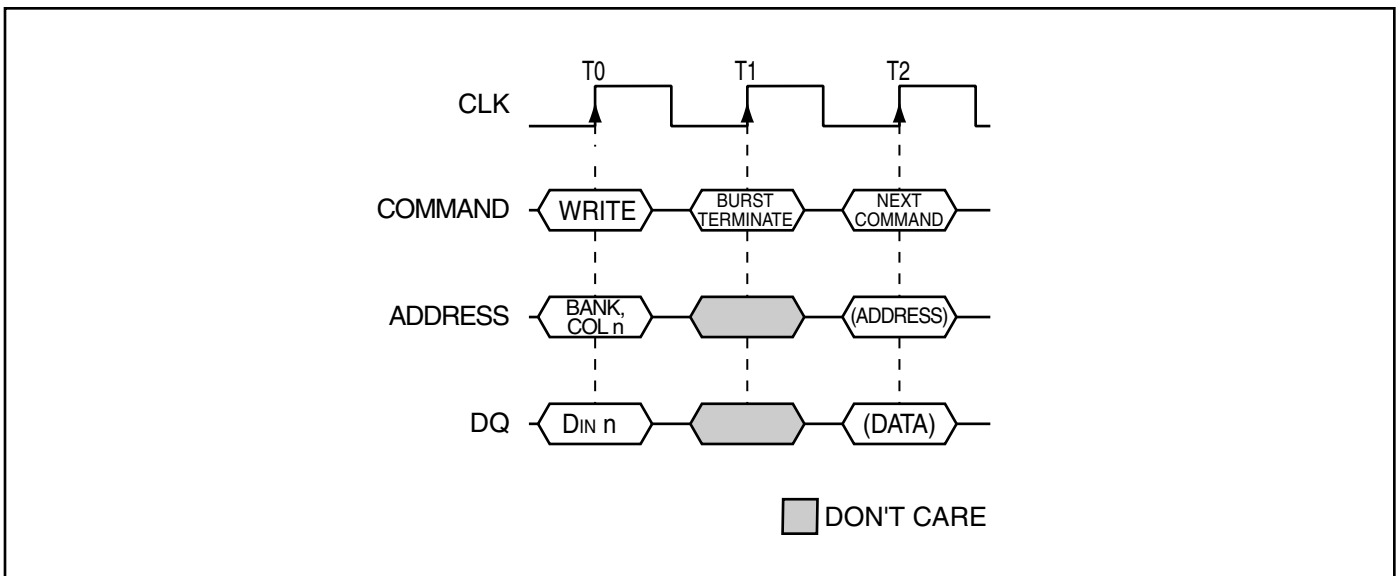 T0 T1 T2
CLK
COMMAND WRITE BURST TERMINATE NEXT COMMAND
ADDRESS BANK, COL n (ADDRESS)
DQ DIN n (DATA)
DON'T CARE